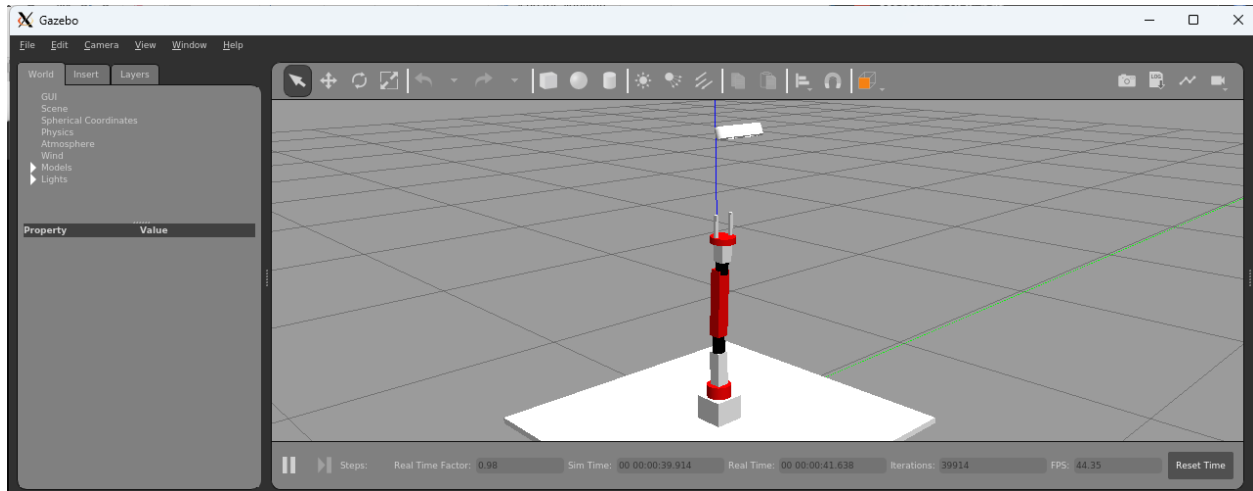 Gazebo
File Edit Camera View Window Help
World Insert Layers
GUI
Scene
Spherical Coordinates
Physics
Atmosphere
Wind
Models
Lights
Property Value
LOG
Steps: Real Time Factor: 0.98 Sim Time: 00 00:00:39.914 Real Time: 00 00:00:41.638 Iterations: 39914 FPS: 44.35 Reset Time